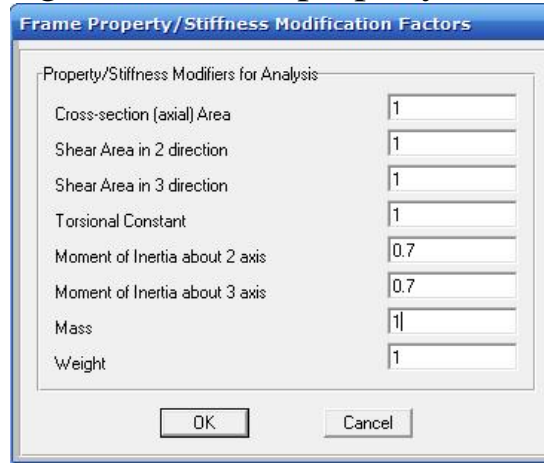 Frame Property/Stiffness Modification Factors
Property/Stiffness Modifiers for Analysis
Cross-section (axial) Area 1
Shear Area in 2 direction 1
Shear Area in 3 direction 1
Torsional Constant 1
Moment of Inertia about 2 axis 0.7
Moment of Inertia about 3 axis 0.7
Mass 1
Weight 1
OK Cancel